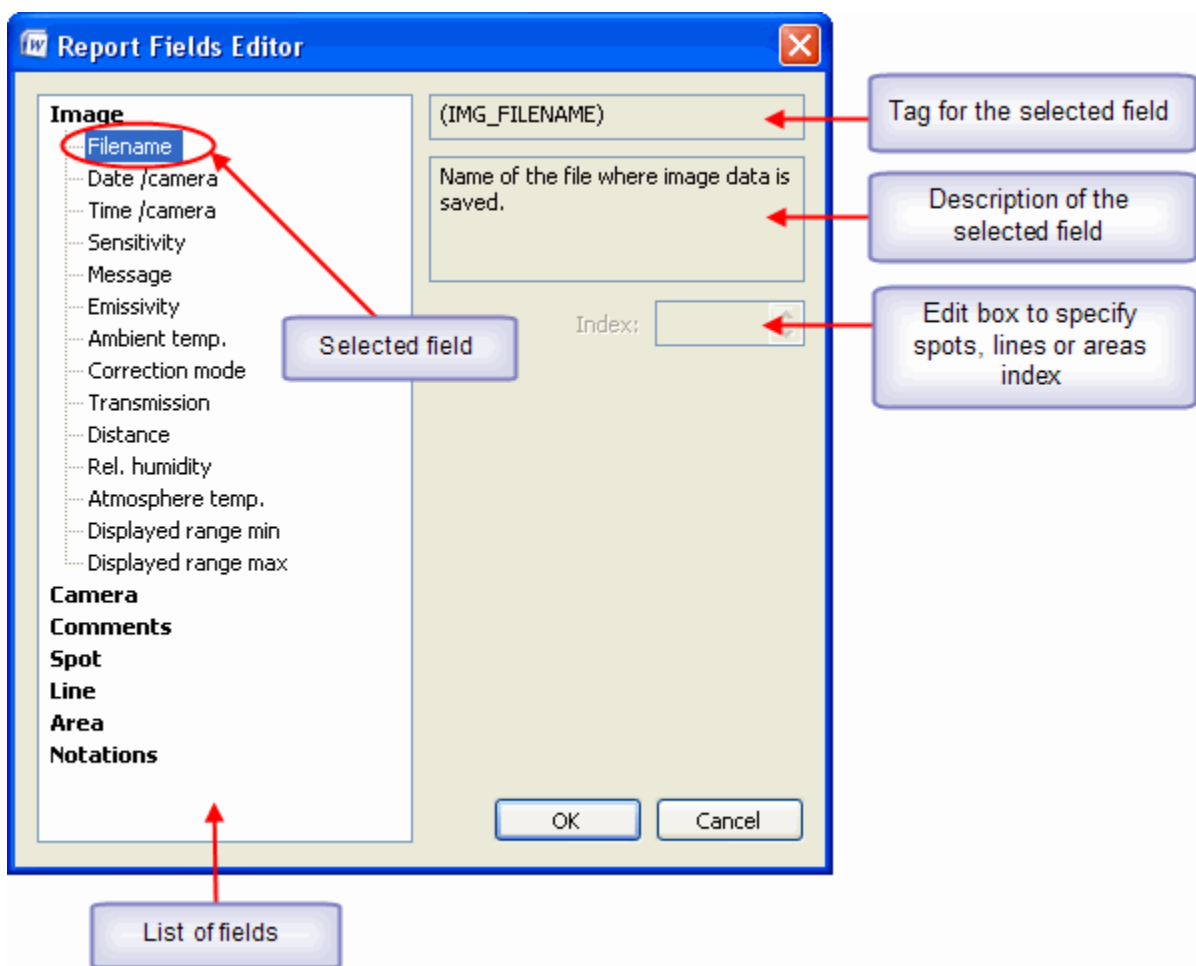 Report Fields Editor
Image
Filename
Date /camera
Time /camera
Sensitivity
Message
Emissivity
Ambient temp.
Correction mode
Transmission
Distance
Rel. humidity
Atmosphere temp.
Displayed range min
Displayed range max
Camera
Comments
Spot
Line
Area
Notations
(IMG_FILENAME)
Name of the file where image data is
saved.
Index:
OK
Cancel
Selected field
Tag for the selected field
Description of the
selected field
Edit box to specify
spots, lines or areas
index
List of fields